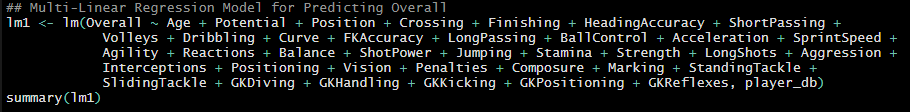 ## Multi-Linear Regression Model for Predicting Overall
lm1 <- lm(Overall ~ Age + Potential + Position + Crossing + Finishing + HeadingAccuracy + ShortPassing +
Volleys + Dribbling + Curve + FKAccuracy + LongPassing + BallControl + Acceleration + SprintSpeed +
Agility + Reactions + Balance + ShotPower + Jumping + Stamina + Strength + LongShots + Aggression +
Interceptions + Positioning + Vision + Penalties + Composure + Marking + StandingTackle +
SlidingTackle + GKDiving + GKHandling + GKKicking + GKPositioning + GKReflexes, player_db)
summary(lm1)